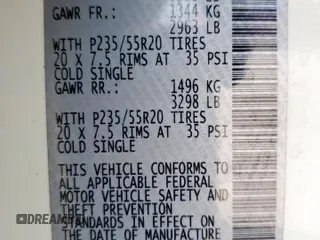 GAWR FR.: 1344 KG
2963 LB
WITH P235/55R20 TIRES
20 X 7.5 RIMS AT 35 PSI
COLD SINGLE
GAWR RR.: 1496 KG
3298 LB
WITH P235/55R20 TIRES
20 X 7.5 RIMS AT 35 PSI
COLD SINGLE
THIS VEHICLE CONFORMS TO
ALL APPLICABLE FEDERAL
MOTOR VEHICLE SAFETY AND
THEFT PREVENTION
STANDARDS IN EFFECT ON
THE DATE OF MANUFACTURE